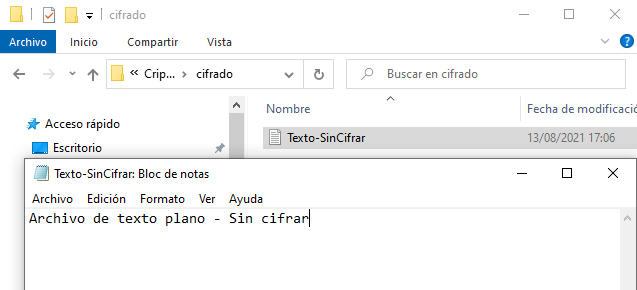 cifrado
Archivo Inicio Compartir Vista
« Crip... > cifrado
Buscar en cifrado
Nombre Fecha de modificació
Acceso rápido
Texto-SinCifrar 13/08/2021 17:06
Escritorio
Texto-SinCifrar: Bloc de notas
Archivo Edición Formato Ver Ayuda
Archivo de texto plano - Sin cifrar